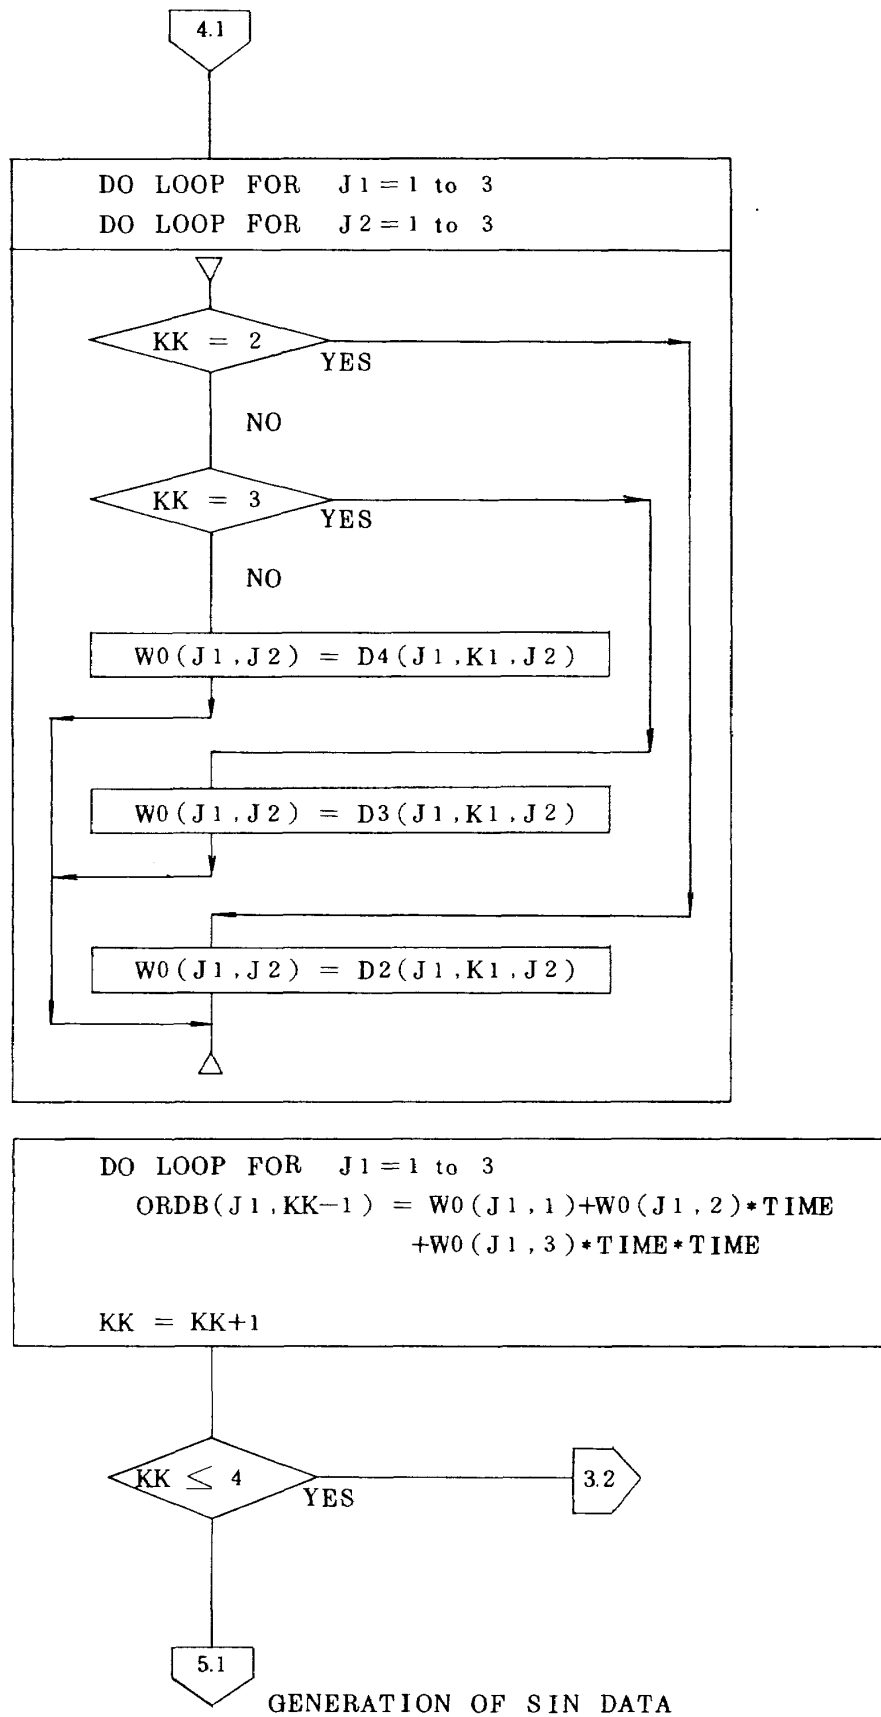 4.1
DO LOOP FOR J1=1 to 3
DO LOOP FOR J2=1 to 3
KK = 2
YES
NO
KK = 3
YES
NO
W0(J1,J2) = D4(J1,K1,J2)
W0(J1,J2) = D3(J1,K1,J2)
W0(J1,J2) = D2(J1,K1,J2)
DO LOOP FOR J1=1 to 3
ORDB(J1,KK-1) = W0(J1,1)+W0(J1,2)*TIME
+W0(J1,3)*TIME*TIME
KK = KK+1
KK ≤ 4
YES
3.2
5.1
GENERATION OF SIN DATA